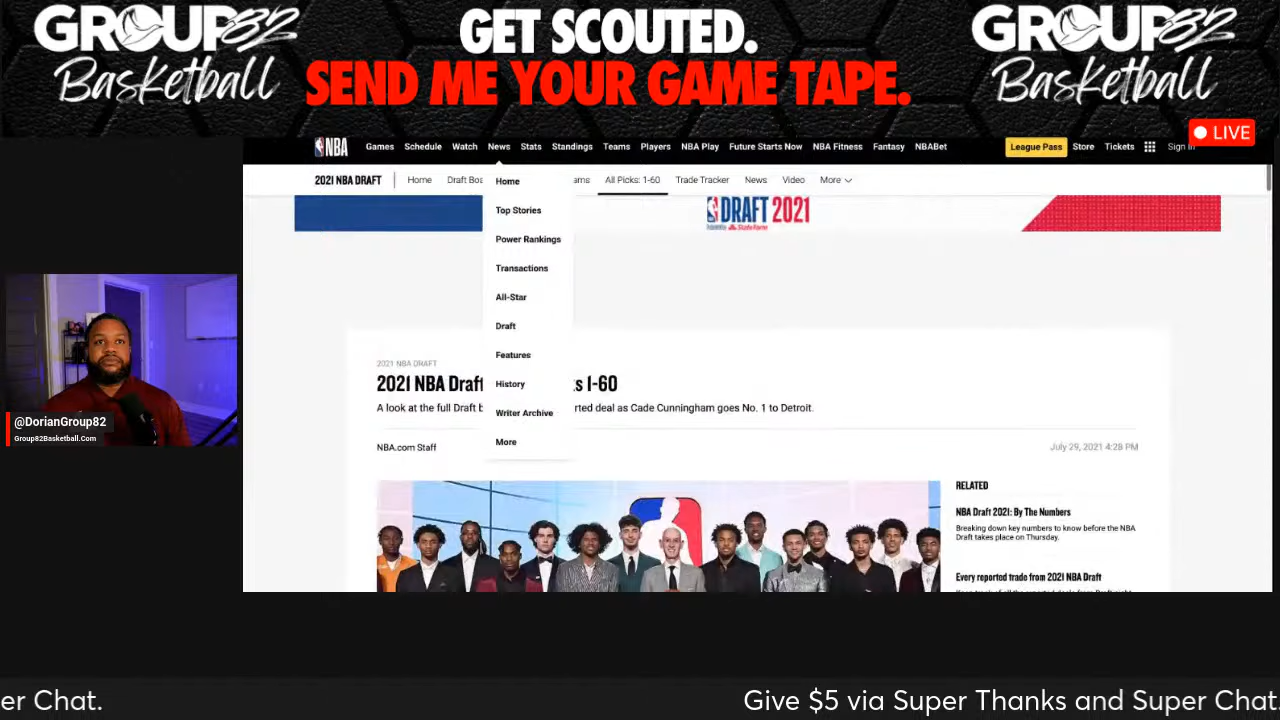 GROUP82
Basketball
GET SCOUTED.
SEND ME YOUR GAME TAPE.
GROUP82
Basketball
LIVE
NBA Games Schedule Watch News Stats Standings Teams Players NBA Play Future Starts Now NBA Fitness Fantasy NBABet League Pass Store Tickets Sign In
2021 NBA DRAFT Home Draft Boa ams All Picks: 1-60 Trade Tracker News Video More
Home
Top Stories
Power Rankings
Transactions
All-Star
Draft
Features
History
Writer Archive
More
DRAFT 2021
State Farm
2021 NBA DRAFT
2021 NBA Draft s 1-60
A look at the full Draft b rted deal as Cade Cunningham goes No. 1 to Detroit.
NBA.com Staff
July 29, 2021 4:28 PM
RELATED
NBA Draft 2021: By The Numbers
Breaking down key numbers to know before the NBA
Draft takes place on Thursday.
Every reported trade from 2021 NBA Draft
@DorianGroup82
Group82Basketball.Com
er Chat.
Give $5 via Super Thanks and Super Chat.